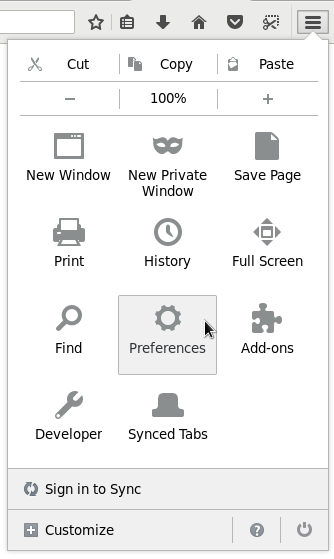 Cut Copy Paste
− 100% +
New Window
New Private
Window
Save Page
Print
History
Full Screen
Find
Preferences
Add-ons
Developer
Synced Tabs
Sign in to Sync
Customize
?